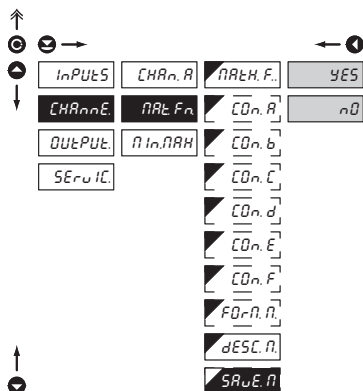 InPUtS
CHAnnE.
OUtPUt.
SErvIC.
CHAn. A
MAt. Fn.
MIn.MAH
MAtH. F..
COn. A
COn. b
COn. C
COn. d
COn. E
COn. F
FOrM. M.
dESC. M.
SAvE. M
YES
nO